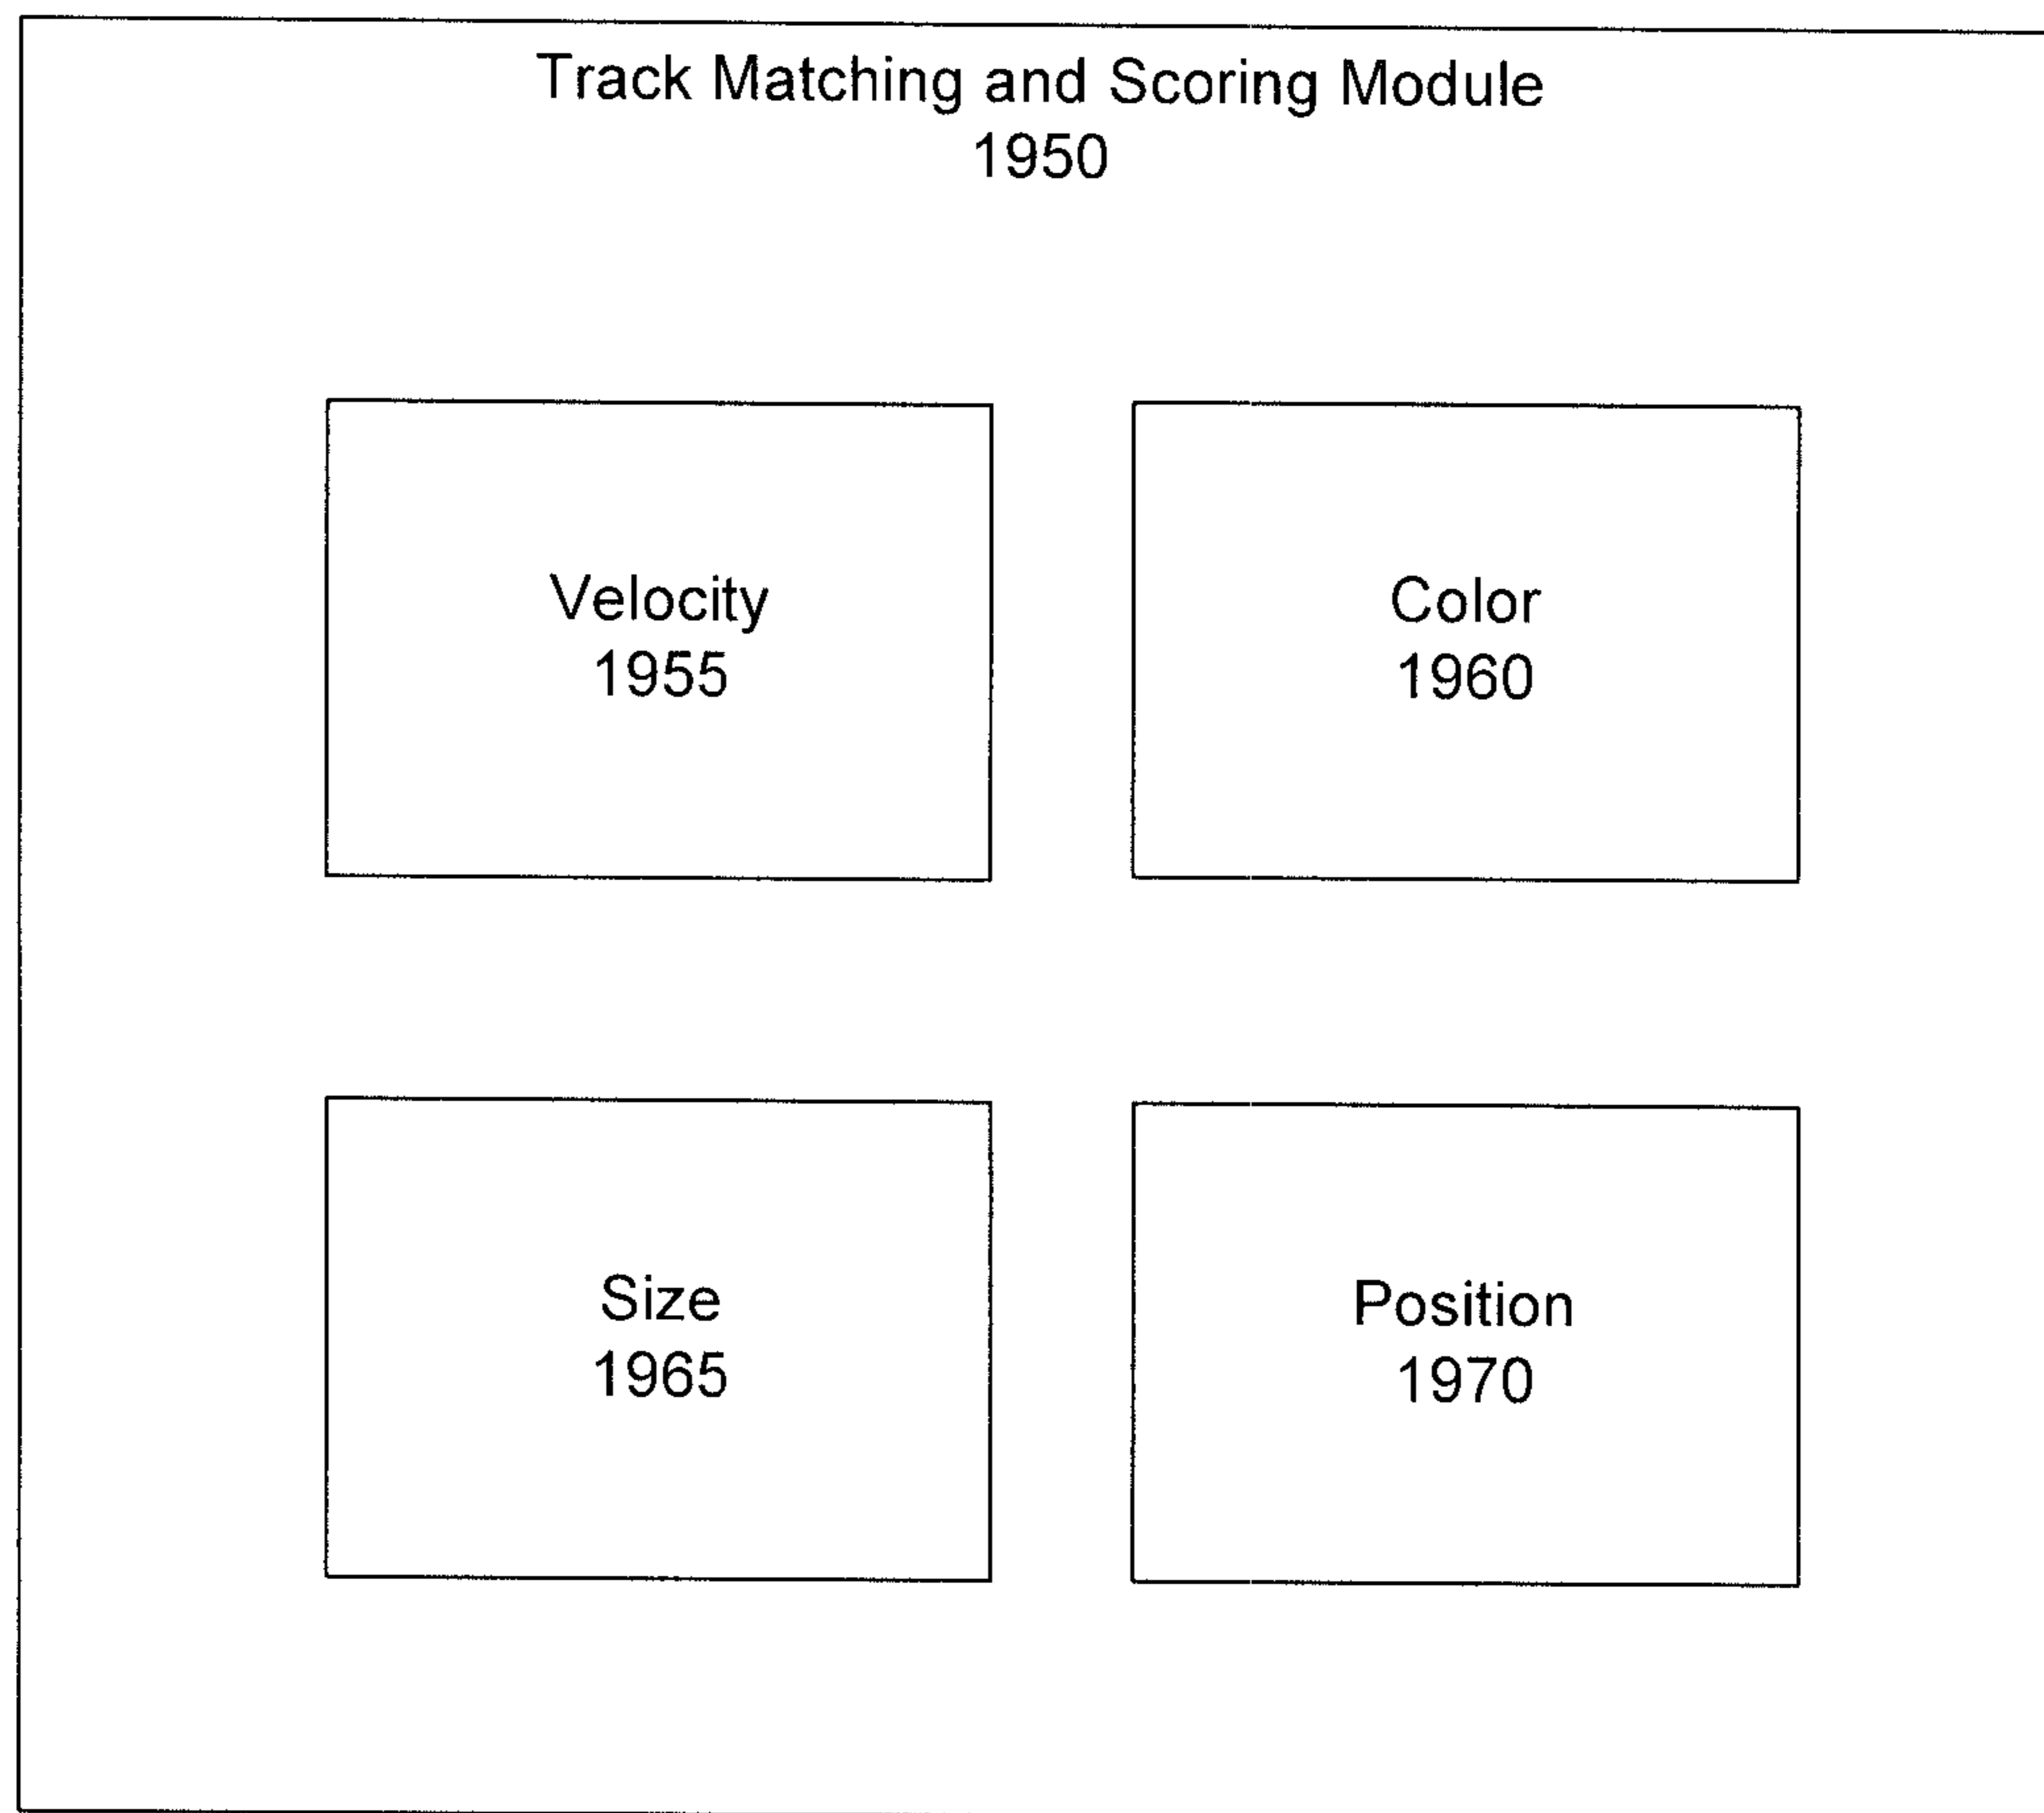 Track Matching and Scoring Module
1950
Velocity
1955
Color
1960
Size
1965
Position
1970